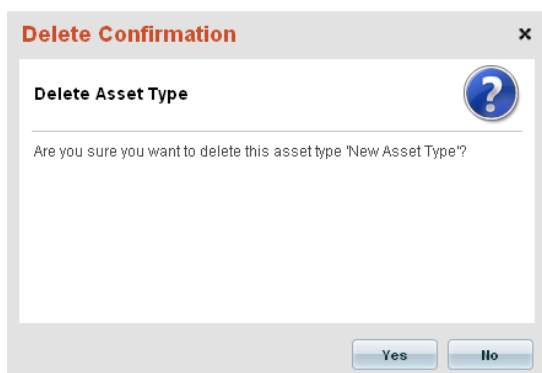 Delete Confirmation
Delete Asset Type
Are you sure you want to delete this asset type 'New Asset Type'?
Yes
No